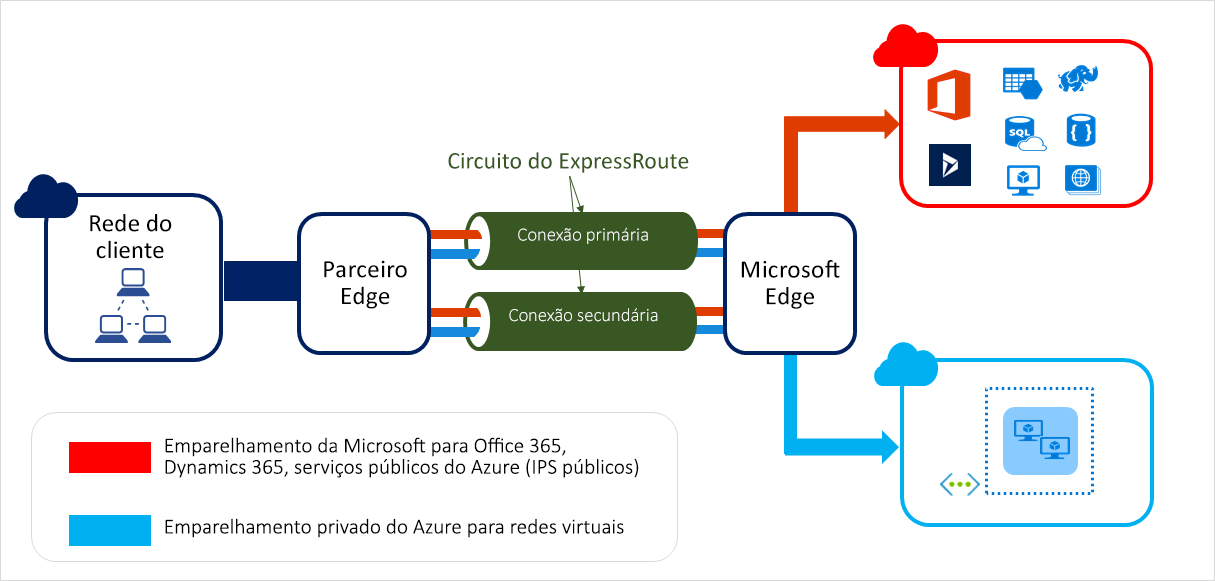 Circuito do ExpressRoute
Rede do
cliente
Parceiro
Edge
Conexão primária
Conexão secundária
Microsoft
Edge
SQL
Emparelhamento da Microsoft para Office 365,
Dynamics 365, serviços públicos do Azure (IPS públicos)
Emparelhamento privado do Azure para redes virtuais